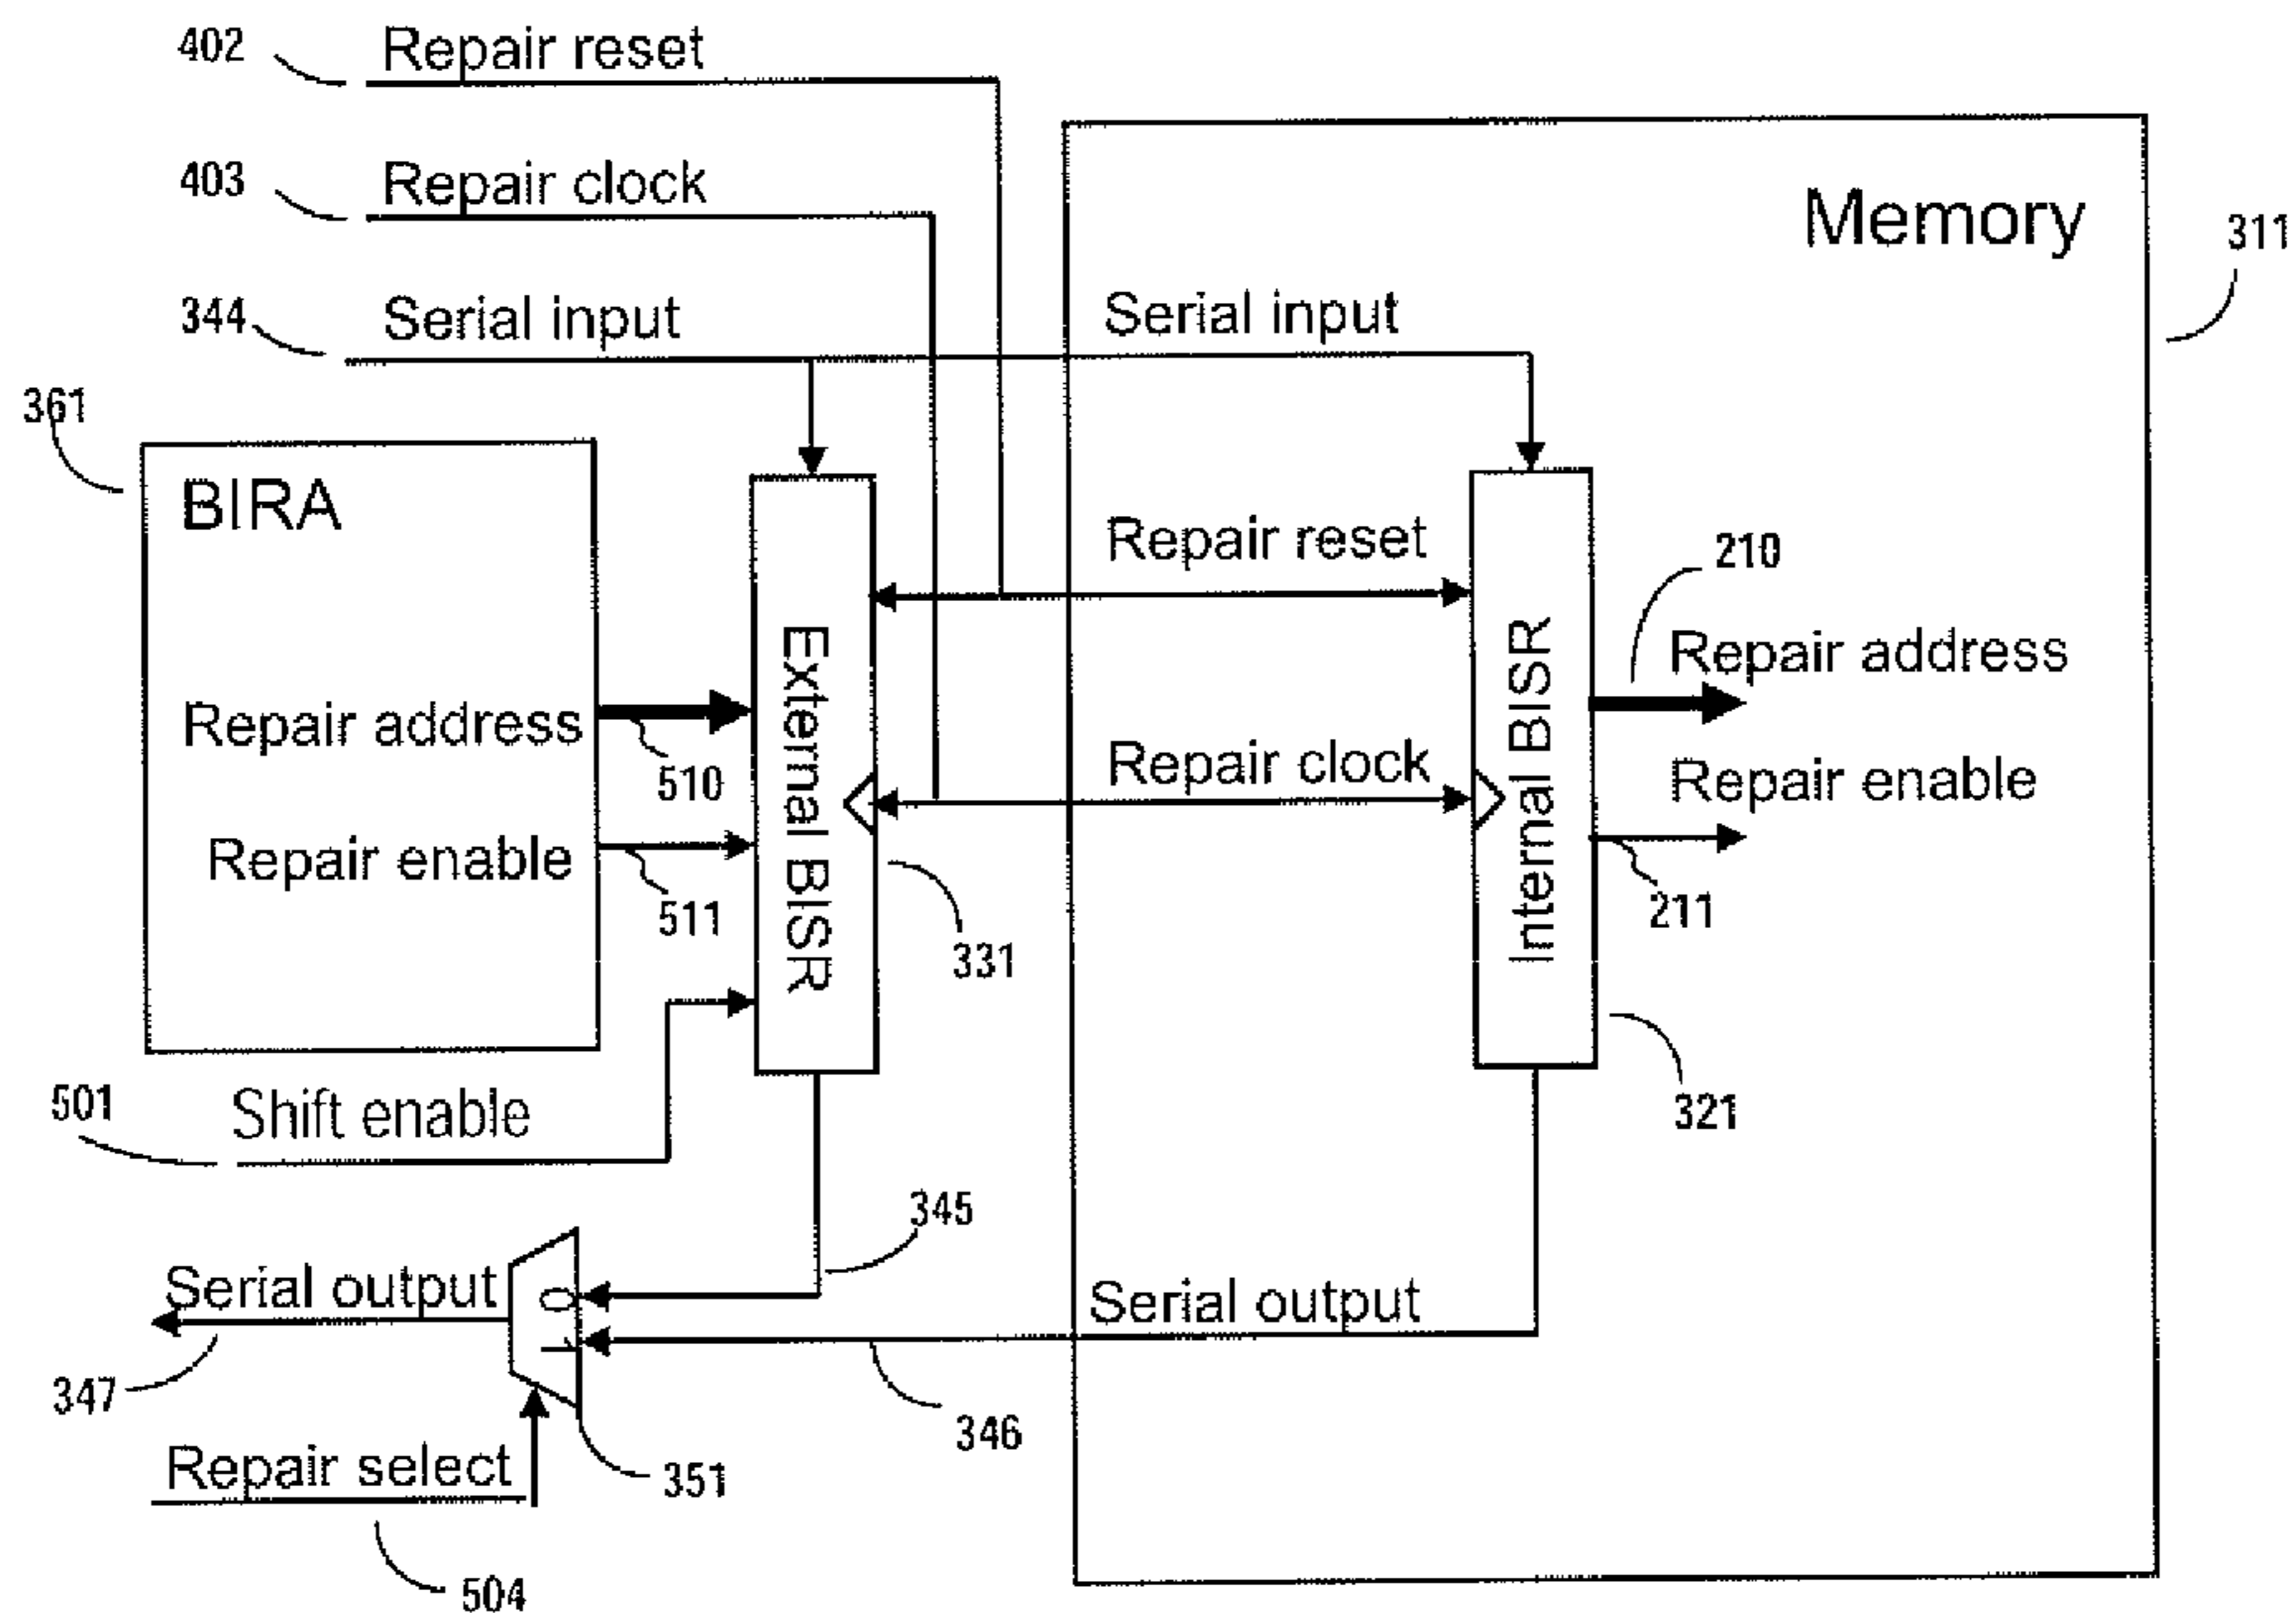 402 Repair reset
403 Repair clock
Memory
311
344 Serial input
Serial input
361
BIRA
Repair reset
210
Repair address
External BISR
Internal BISR
Repair address
510
Repair clock
Repair enable
Repair enable
511
331
211
321
501 Shift enable
345
Serial output
0
1
Serial output
347
346
Repair select
351
504